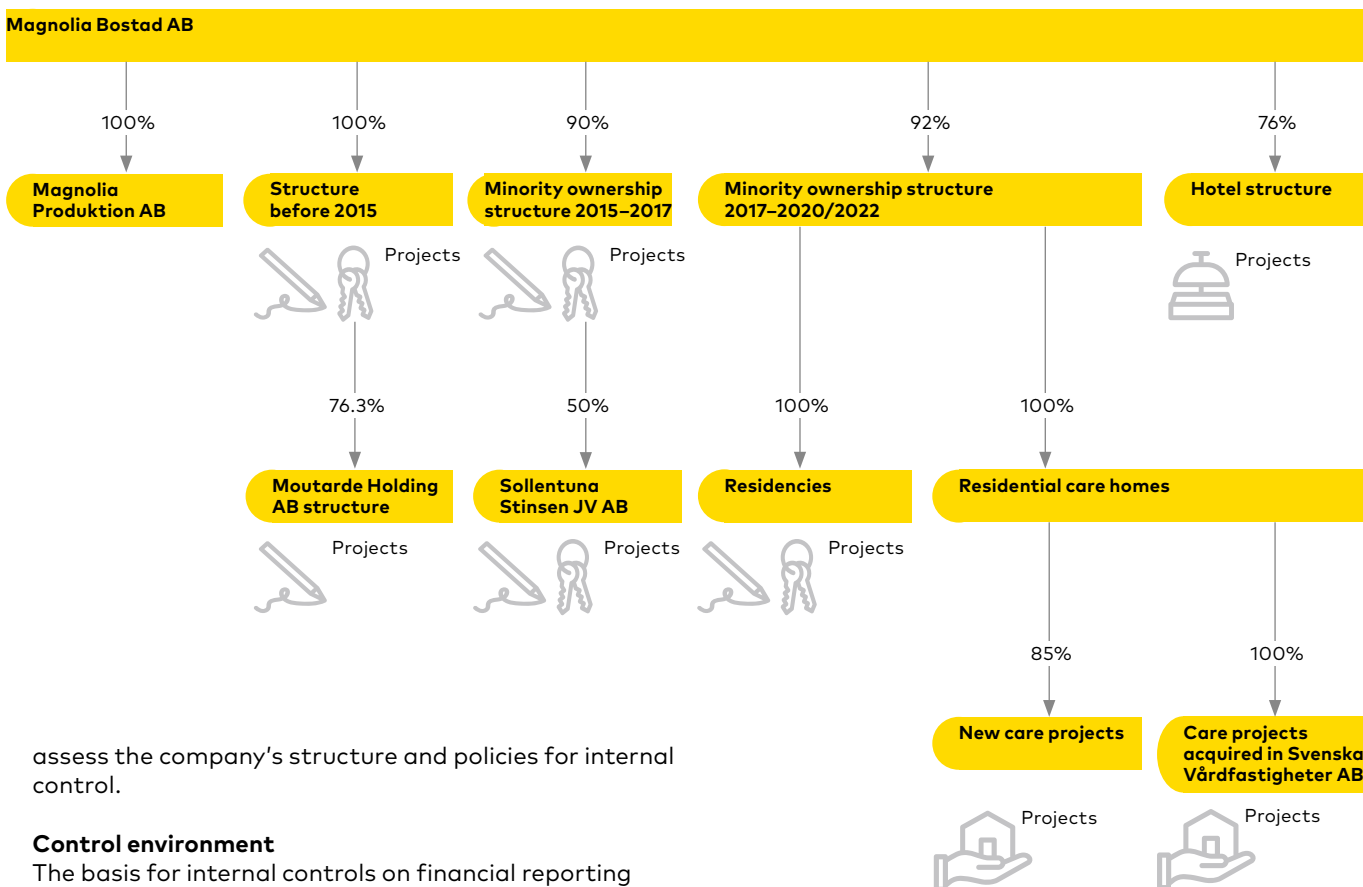 Magnolia Bostad AB
100%
100%
90%
92%
76%
Magnolia
Produktion AB
Structure
before 2015
Minority ownership
structure 2015–2017
Minority ownership structure
2017–2020/2022
Hotel structure
Projects
Projects
Projects
76.3%
50%
100%
100%
Moutarde Holding
AB structure
Sollentuna
Stinsen JV AB
Residencies
Residential care homes
Projects
Projects
Projects
85%
100%
New care projects
Care projects
acquired in Svenska
Vårdfastigheter AB
Projects
Projects
assess the company's structure and policies for internal
control.
Control environment
The basis for internal controls on financial reporting